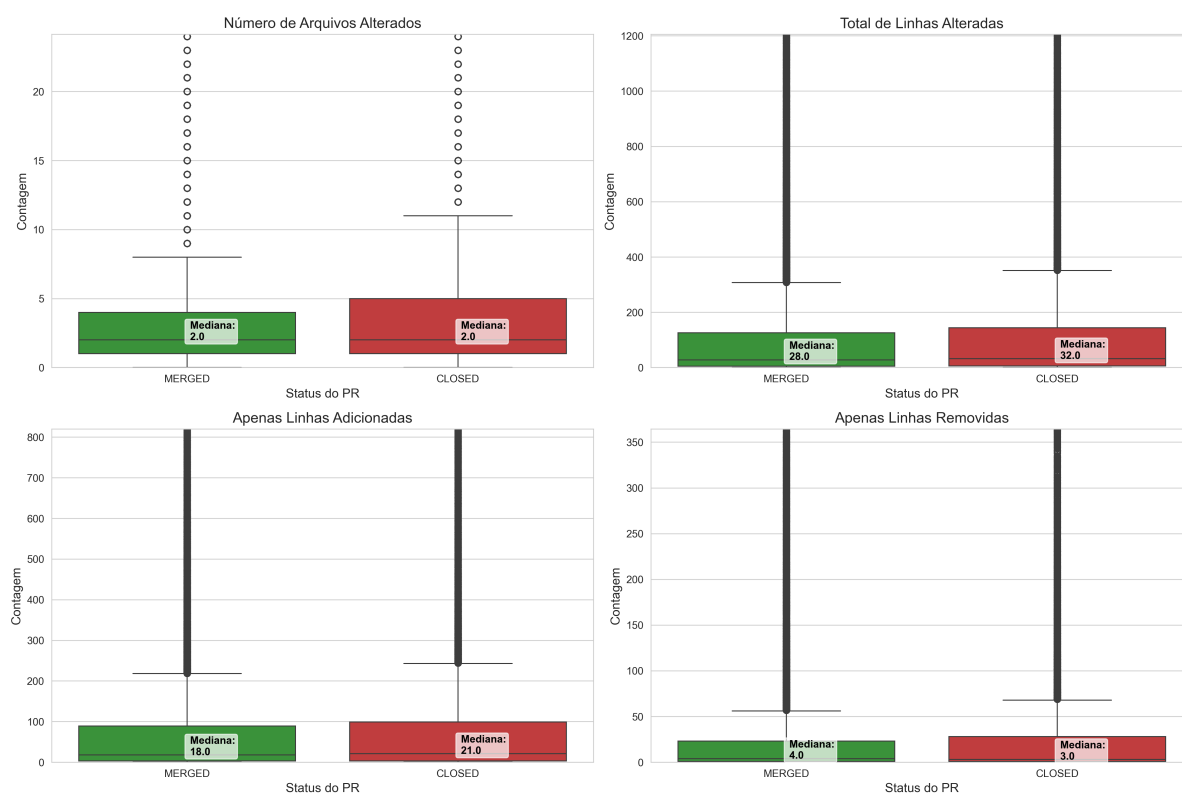 Número de Arquivos Alterados
Contagem
20
15
10
5
0
Mediana:
2.0
Mediana:
2.0
MERGED
CLOSED
Status do PR
Total de Linhas Alteradas
Contagem
1200
1000
800
600
400
200
0
Mediana:
28.0
Mediana:
32.0
MERGED
CLOSED
Status do PR
Apenas Linhas Adicionadas
Contagem
800
700
600
500
400
300
200
100
0
Mediana:
18.0
Mediana:
21.0
MERGED
CLOSED
Status do PR
Apenas Linhas Removidas
Contagem
350
300
250
200
150
100
50
0
Mediana:
4.0
Mediana:
3.0
MERGED
CLOSED
Status do PR